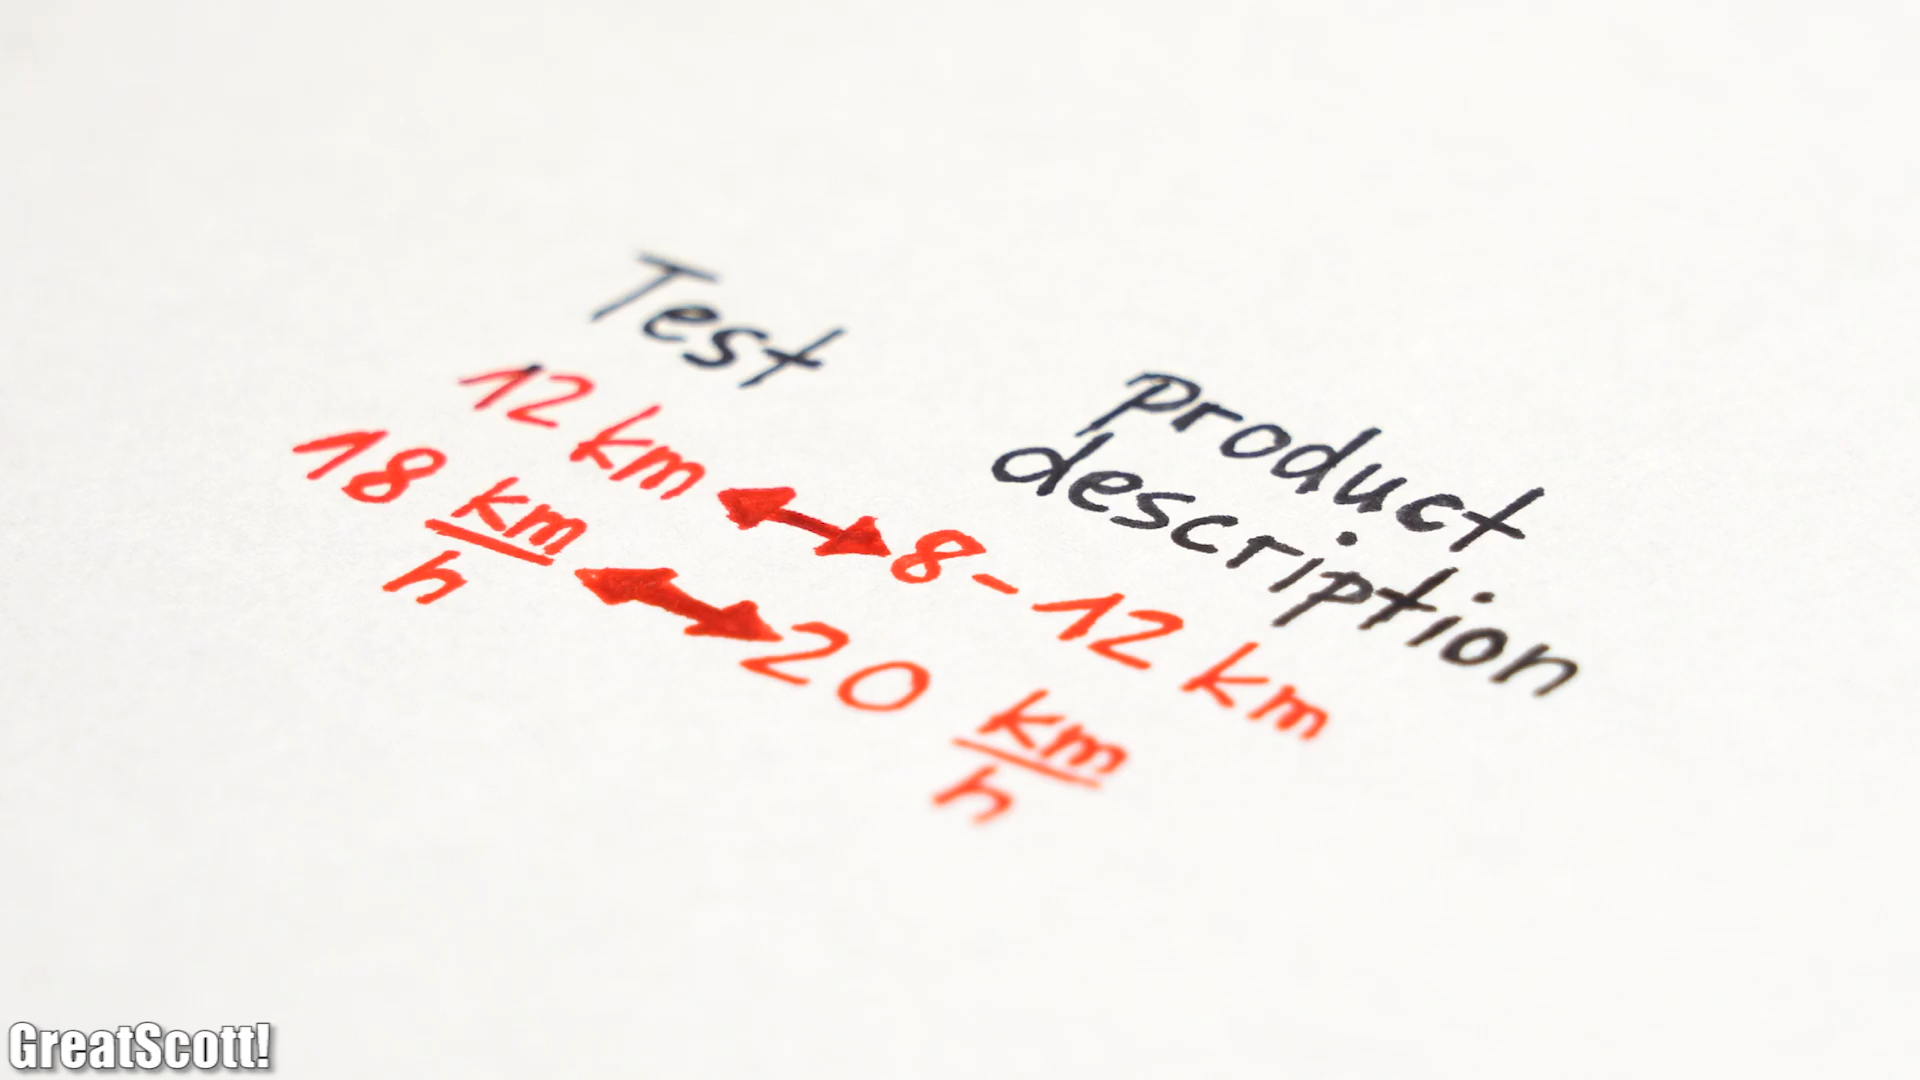 Test
product
description
12 km ↔ 8-12 km
18 km/h ↔ 20 km/h
GreatScott!